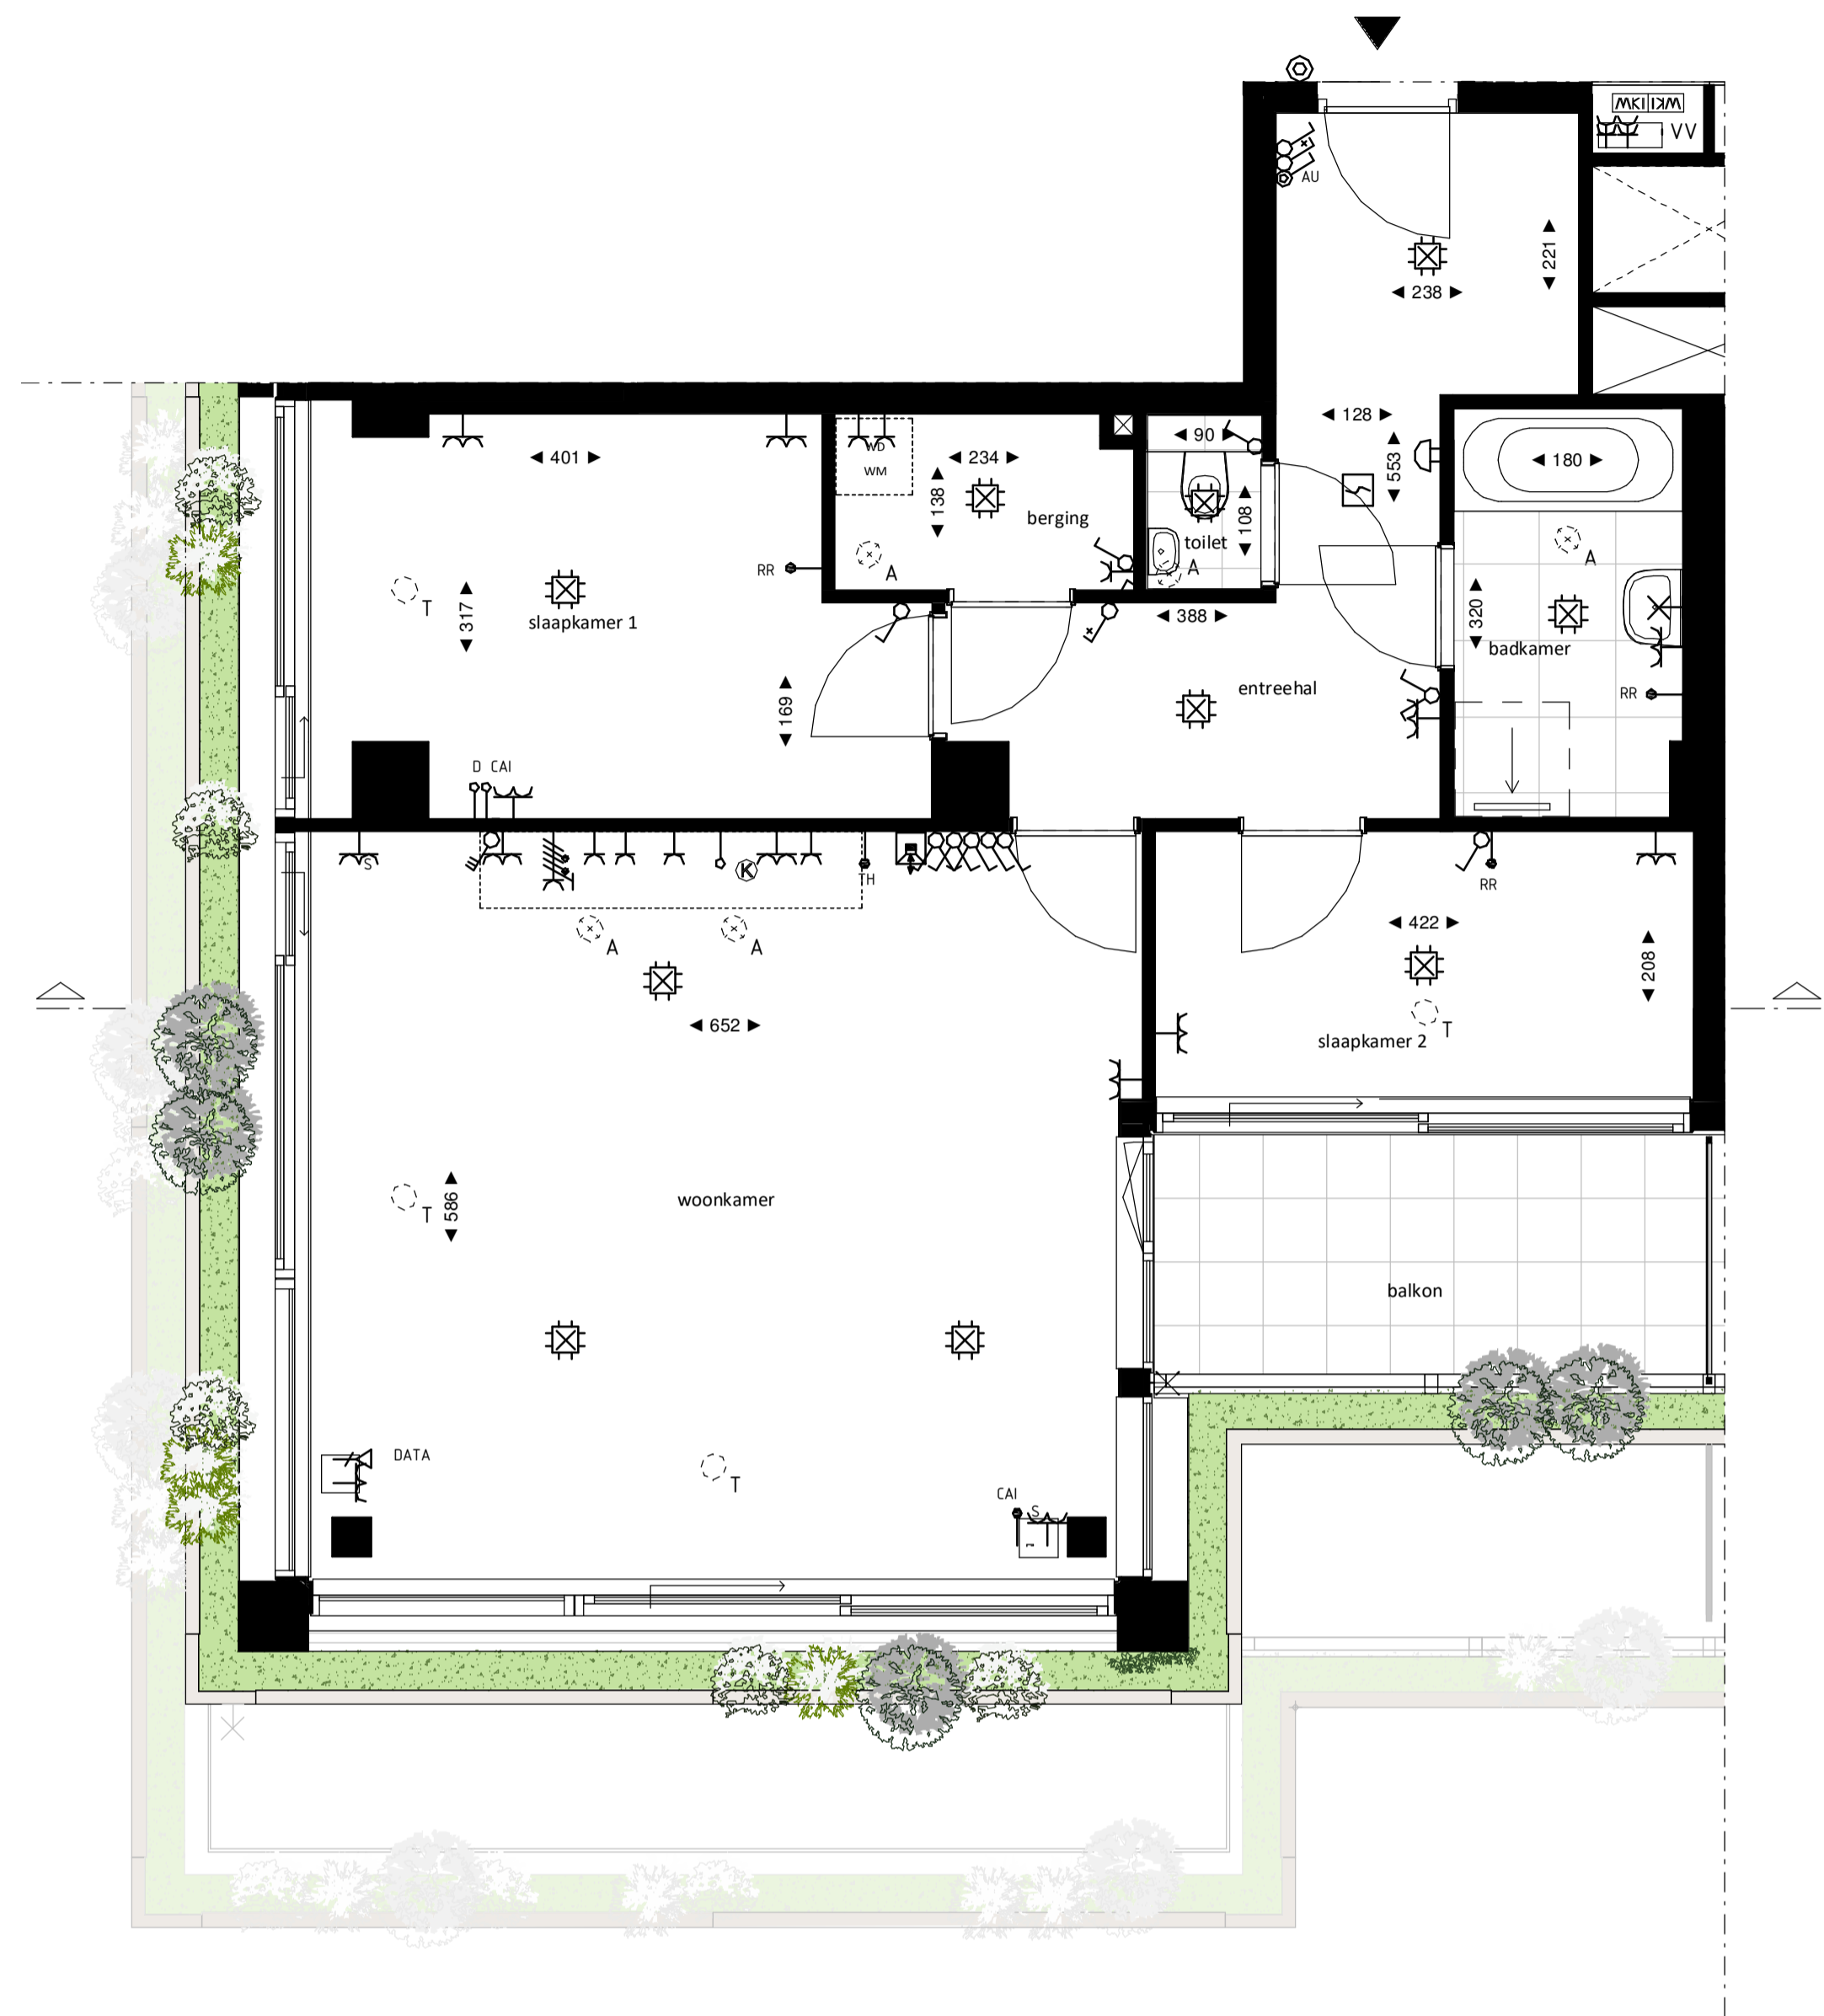 WKI WKI
VV
AU
221
238
128
90
401
234
180
WD
WM
138
553
108
berging
toilet
A
A
A
RR
T
317
slaapkamer 1
388
320
badkamer
entreehal
RR
169
D CAI
S
E
K
TH
RR
A
A
422
208
652
slaapkamer 2
T
woonkamer
T
586
balkon
DATA
T
CAI
S